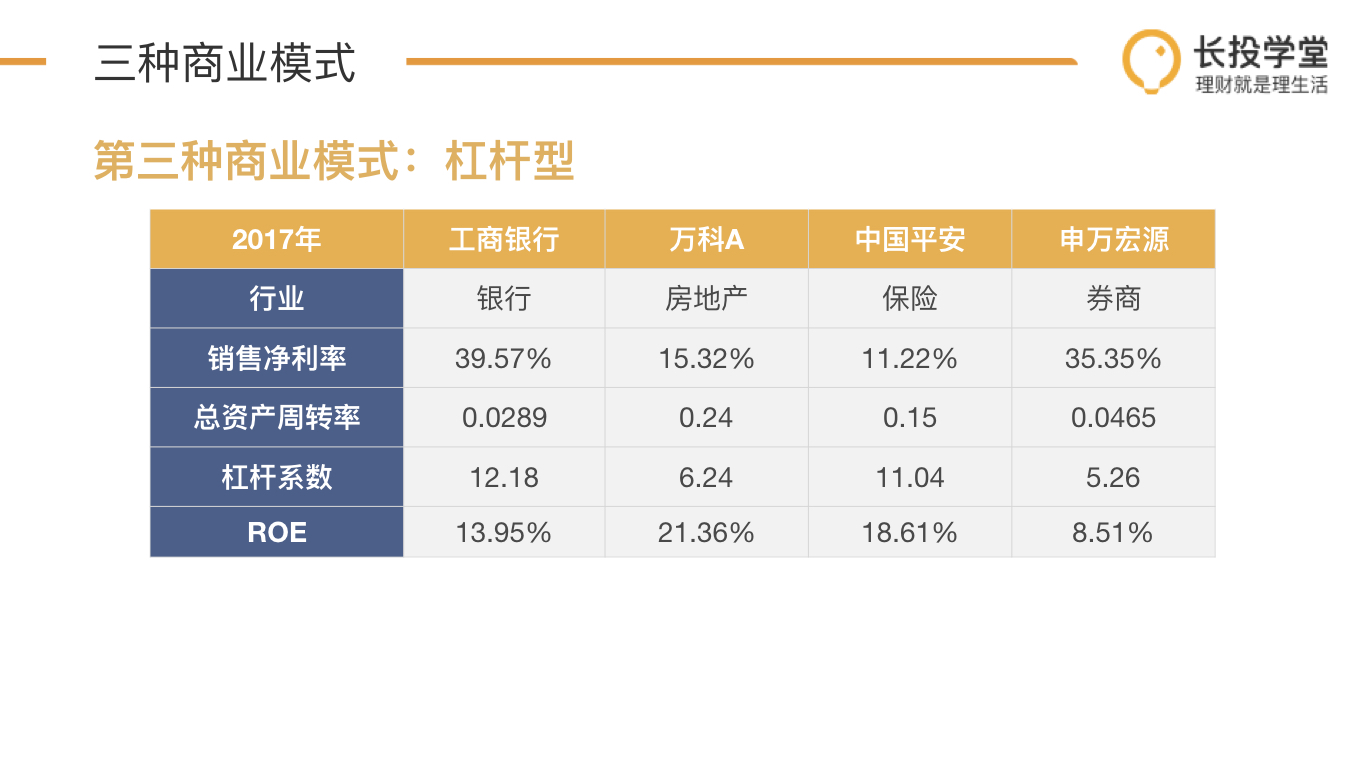 三种商业模式
长投学堂
理财就是理生活
第三种商业模式：杠杆型
2017年 工商银行 万科A 中国平安 申万宏源
行业 银行 房地产 保险 券商
销售净利率 39.57% 15.32% 11.22% 35.35%
总资产周转率 0.0289 0.24 0.15 0.0465
杠杆系数 12.18 6.24 11.04 5.26
ROE 13.95% 21.36% 18.61% 8.51%